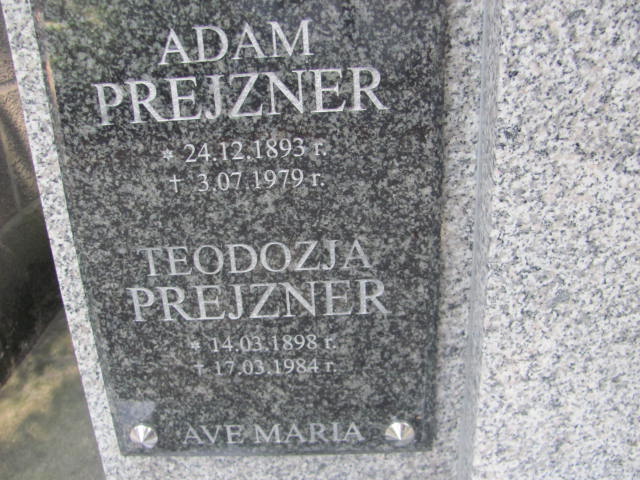 ADAM
PREJZNER
* 24.12.1893 r.
† 3.07.1979 r.
TEODOZJA
PREJZNER
* 14.03.1898 r.
† 17.03.1984 r.
AVE MARIA